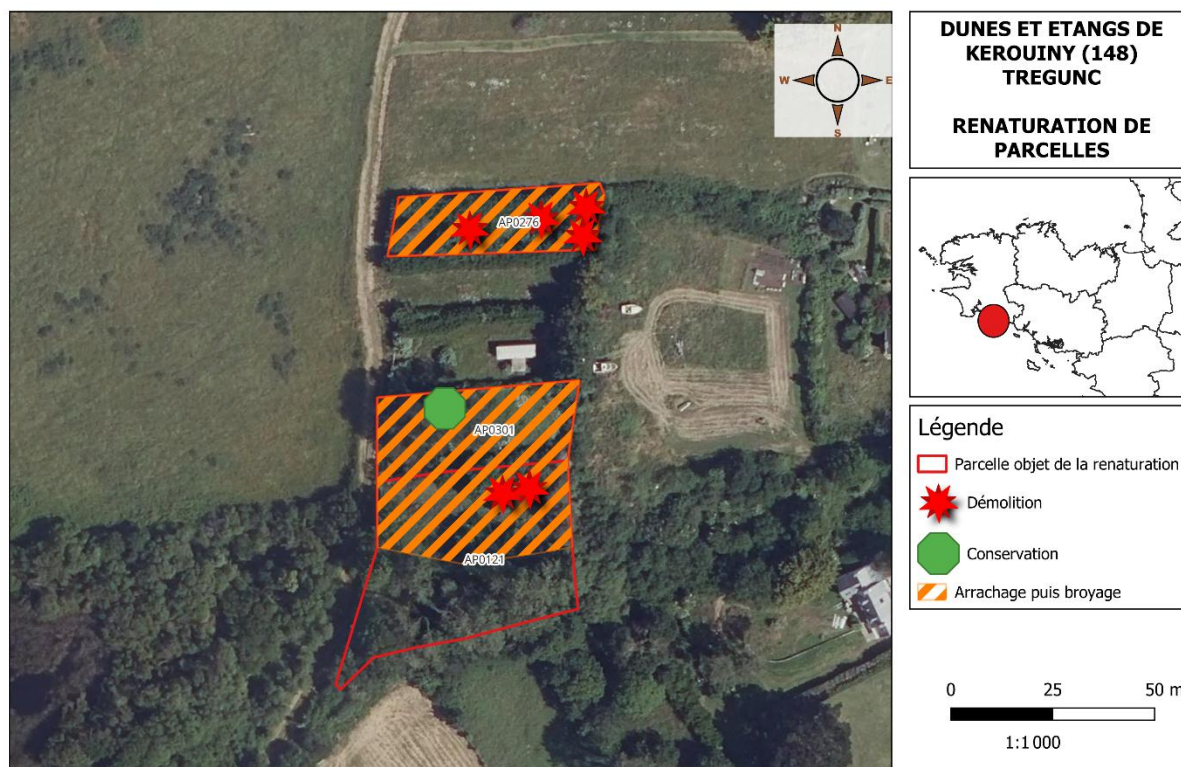 DUNES ET ETANGS DE
KEROUINY (148)
TREGUNC
RENATURATION DE
PARCELLES
N
W
E
S
AP0276
AP0301
AP0121
Légende
Parcelle objet de la renaturation
Démolition
Conservation
Arrachage puis broyage
0 25 50 m
1:1 000